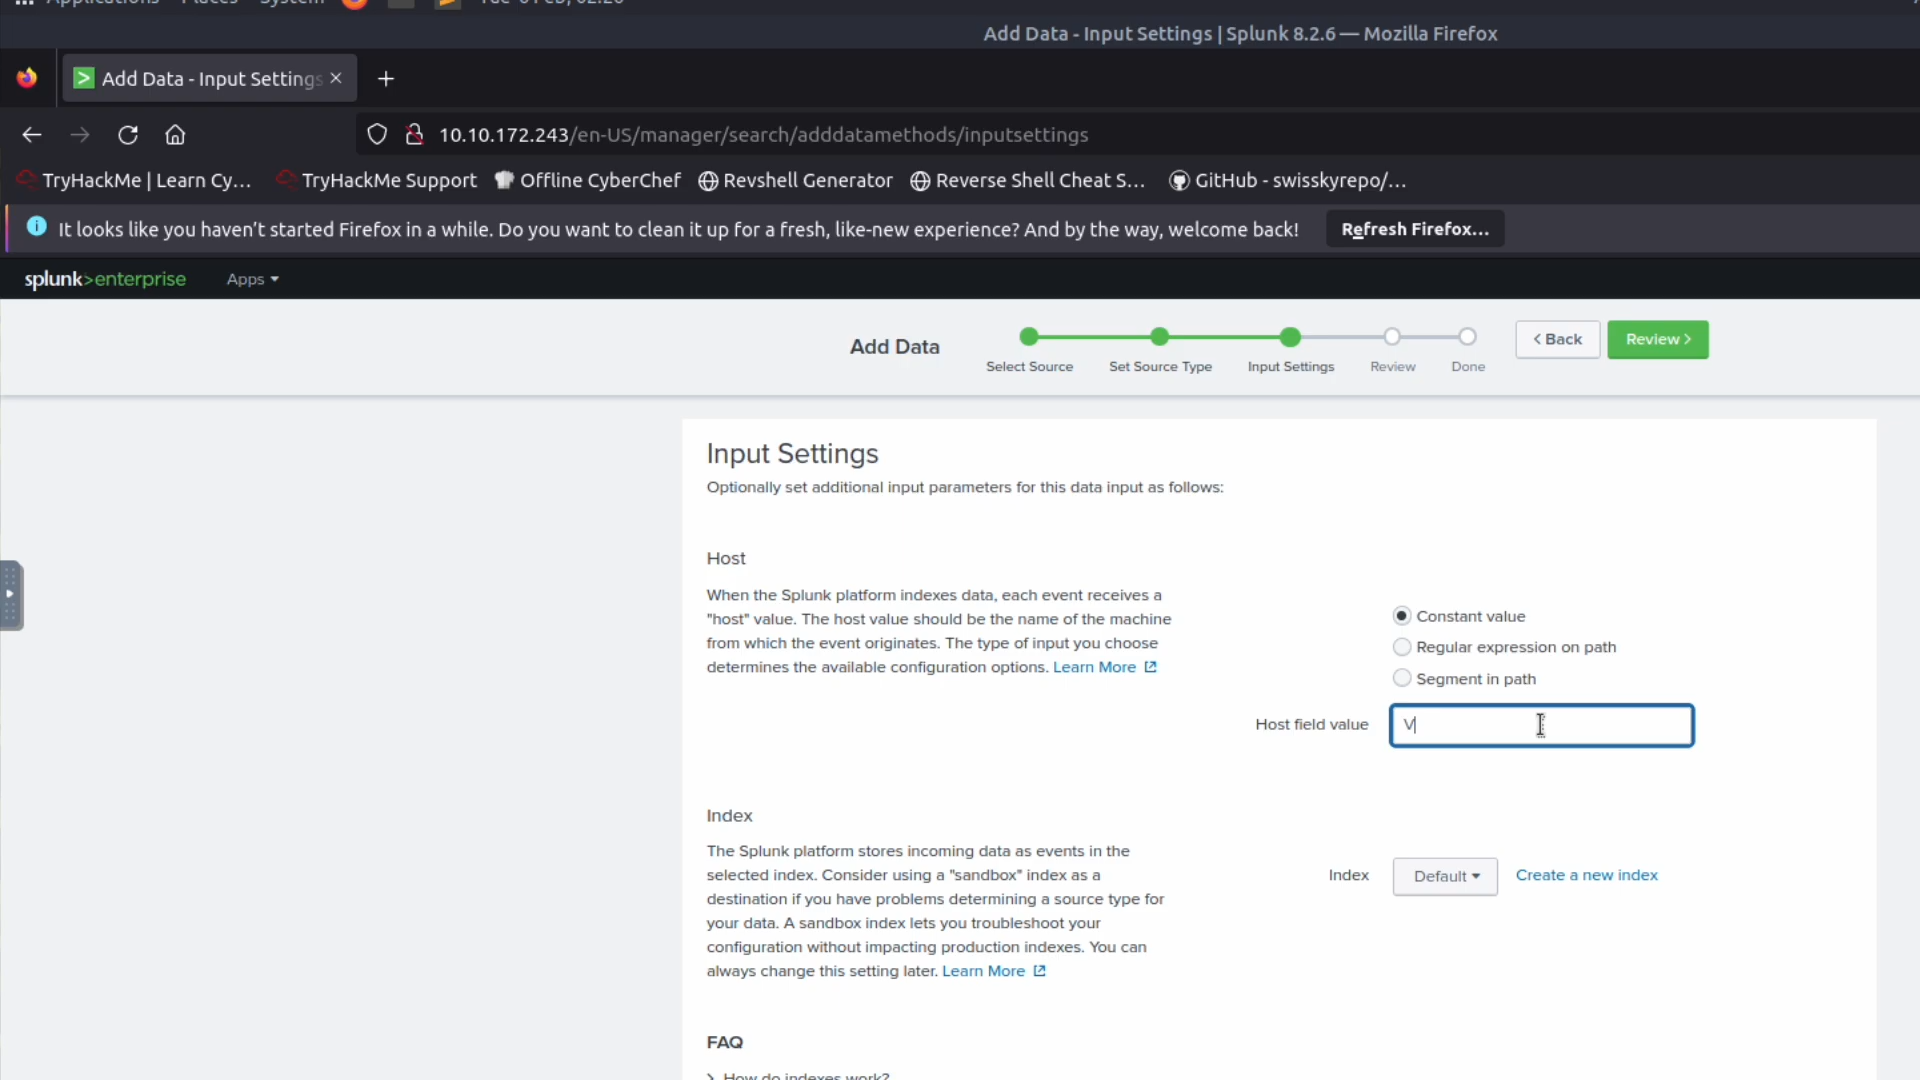 Applications Places System Tue 6 Feb, 02:26
Add Data - Input Settings | Splunk 8.2.6 — Mozilla Firefox
Add Data - Input Settings
10.10.172.243/en-US/manager/search/adddatamethods/inputsettings
TryHackMe | Learn Cy... TryHackMe Support Offline CyberChef Revshell Generator Reverse Shell Cheat S... GitHub - swisskyrepo/...
It looks like you haven't started Firefox in a while. Do you want to clean it up for a fresh, like-new experience? And by the way, welcome back! Refresh Firefox...
splunk>enterprise Apps
Add Data
Select Source Set Source Type Input Settings Review Done
< Back Review >
Input Settings
Optionally set additional input parameters for this data input as follows:
Host
When the Splunk platform indexes data, each event receives a
"host" value. The host value should be the name of the machine
from which the event originates. The type of input you choose
determines the available configuration options. Learn More
Constant value
Regular expression on path
Segment in path
Host field value V
Index
The Splunk platform stores incoming data as events in the
selected index. Consider using a "sandbox" index as a
destination if you have problems determining a source type for
your data. A sandbox index lets you troubleshoot your
configuration without impacting production indexes. You can
always change this setting later. Learn More
Index Default Create a new index
FAQ
> How do indexes work?